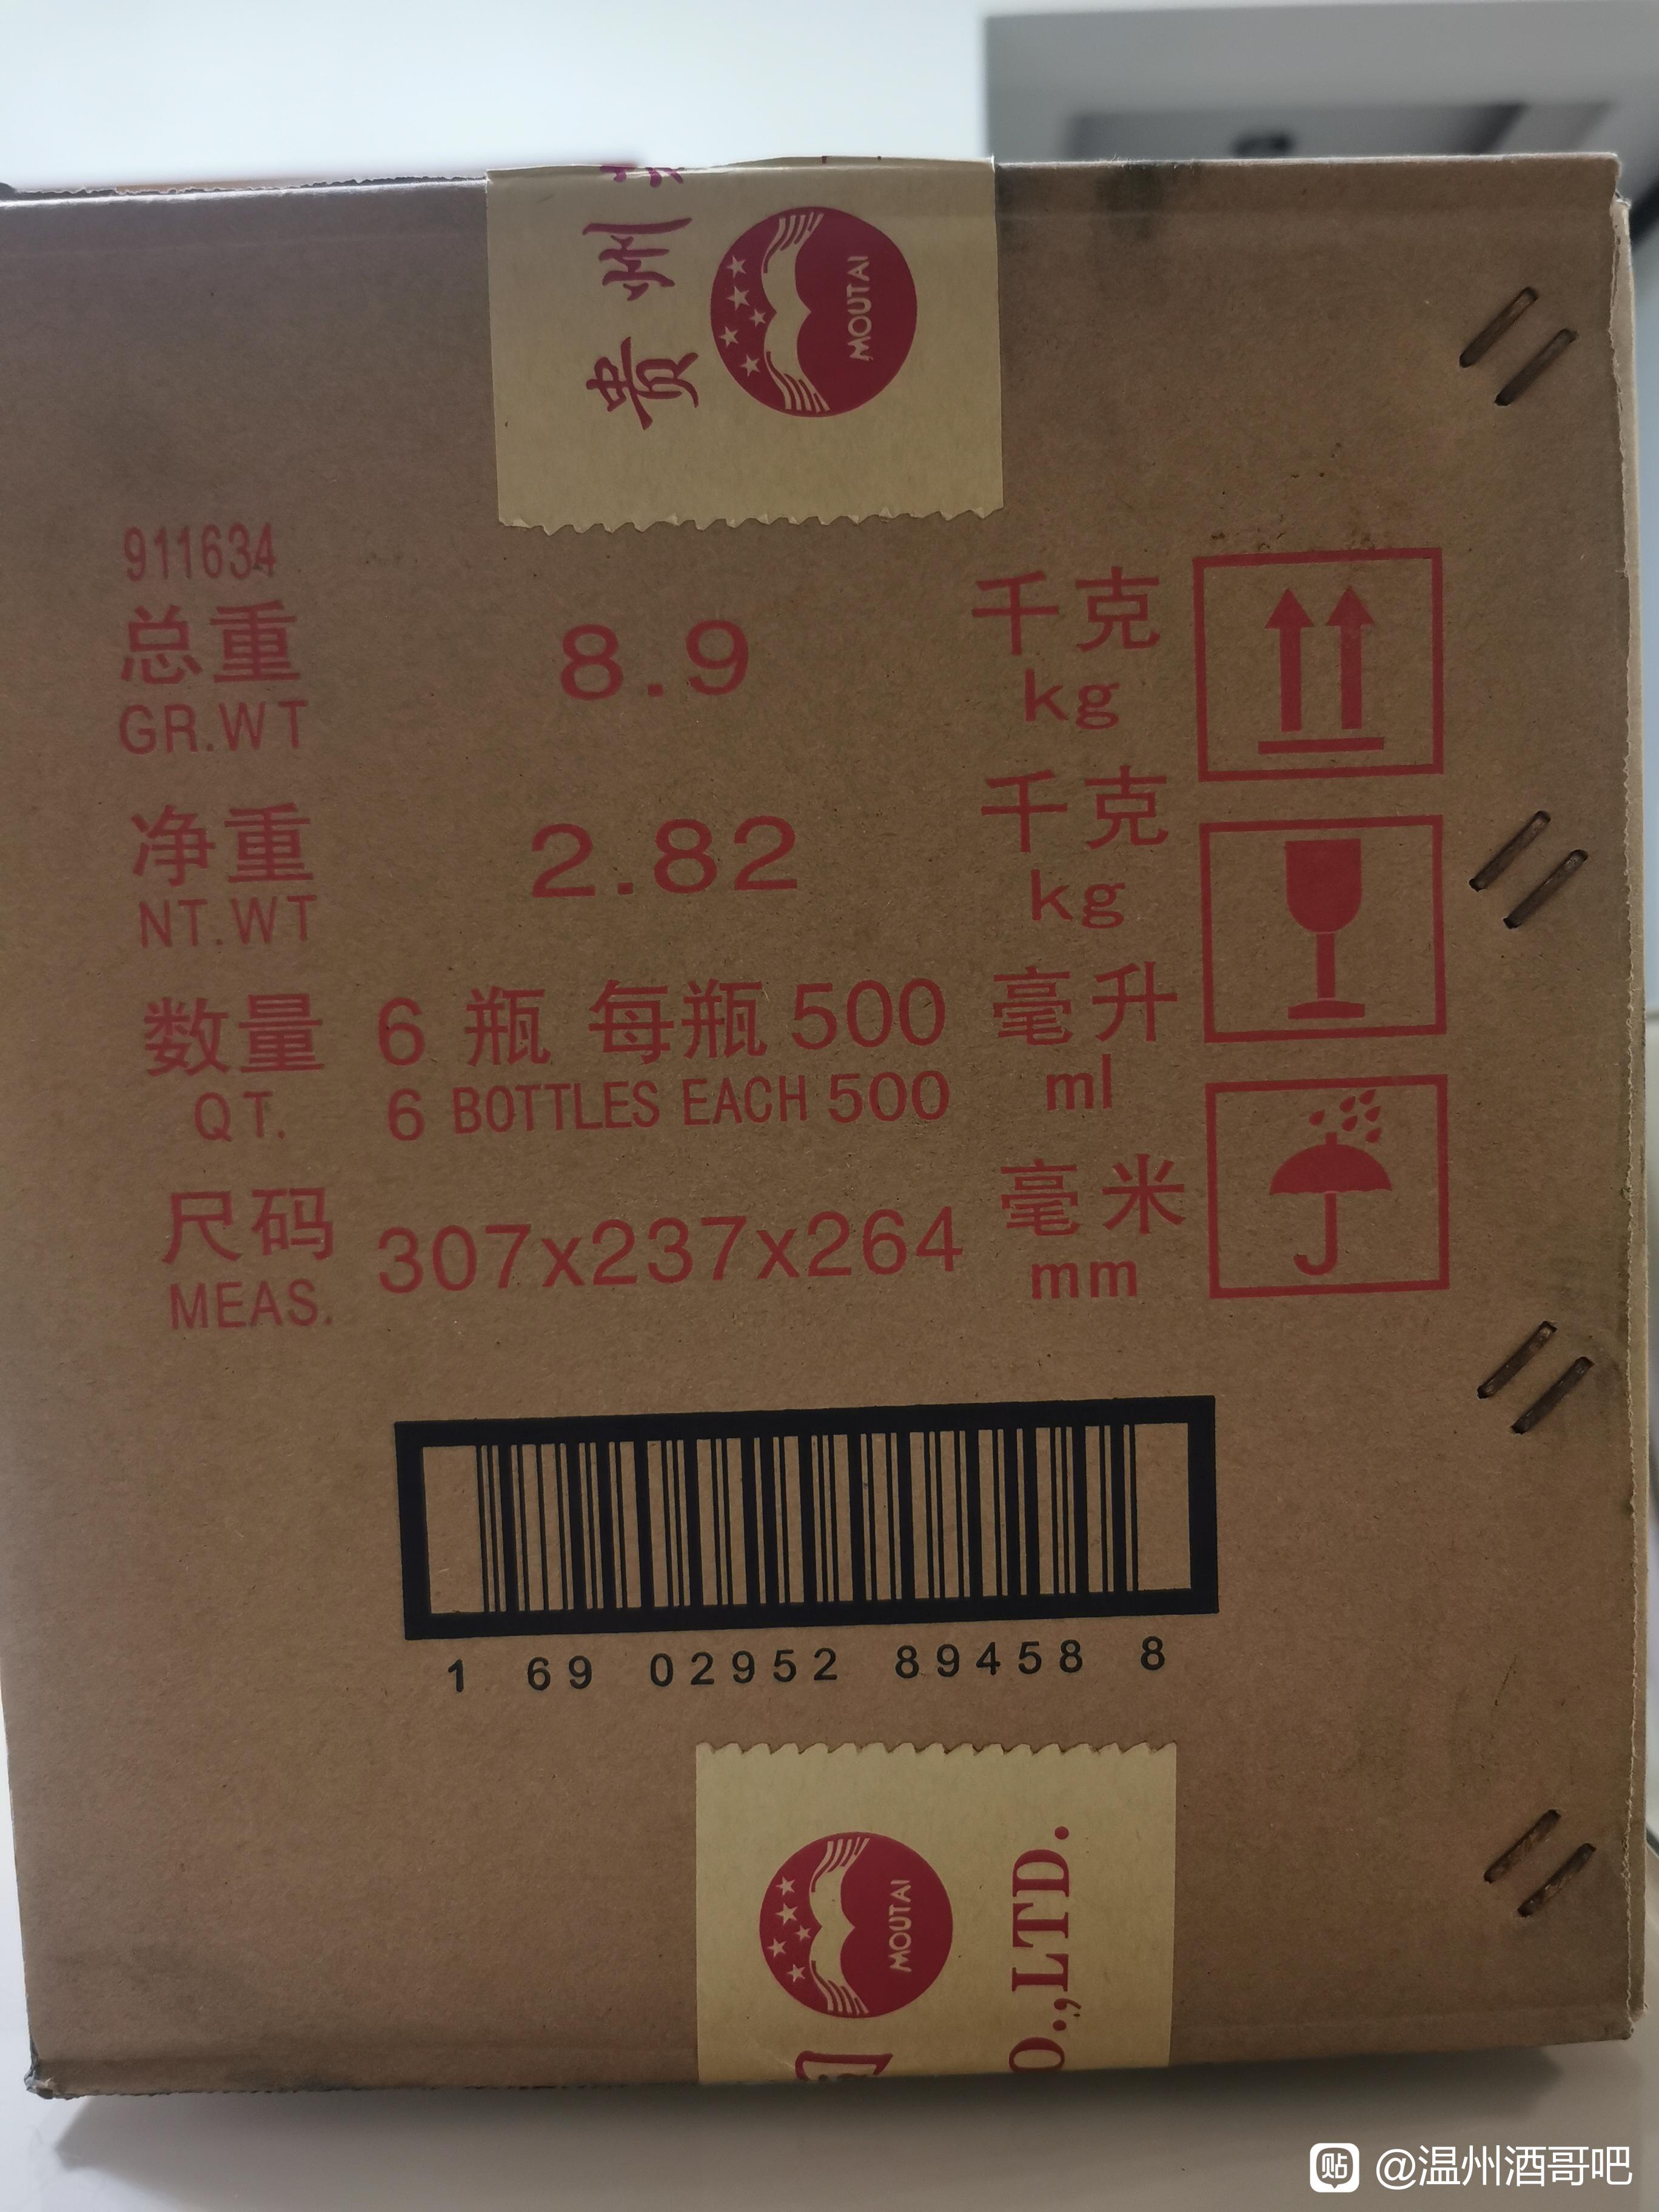 贵州
MOUTAI
911634
总重 8.9 千克
GR.WT kg
净重 2.82 千克
NT.WT kg
数量 6 瓶 每瓶 500 毫升
QT. 6 BOTTLES EACH 500 ml
尺码 307x237x264 毫米
MEAS. mm
1 69 02952 89458 8
MOUTAI
O.,LTD.
贴 @温州酒哥吧